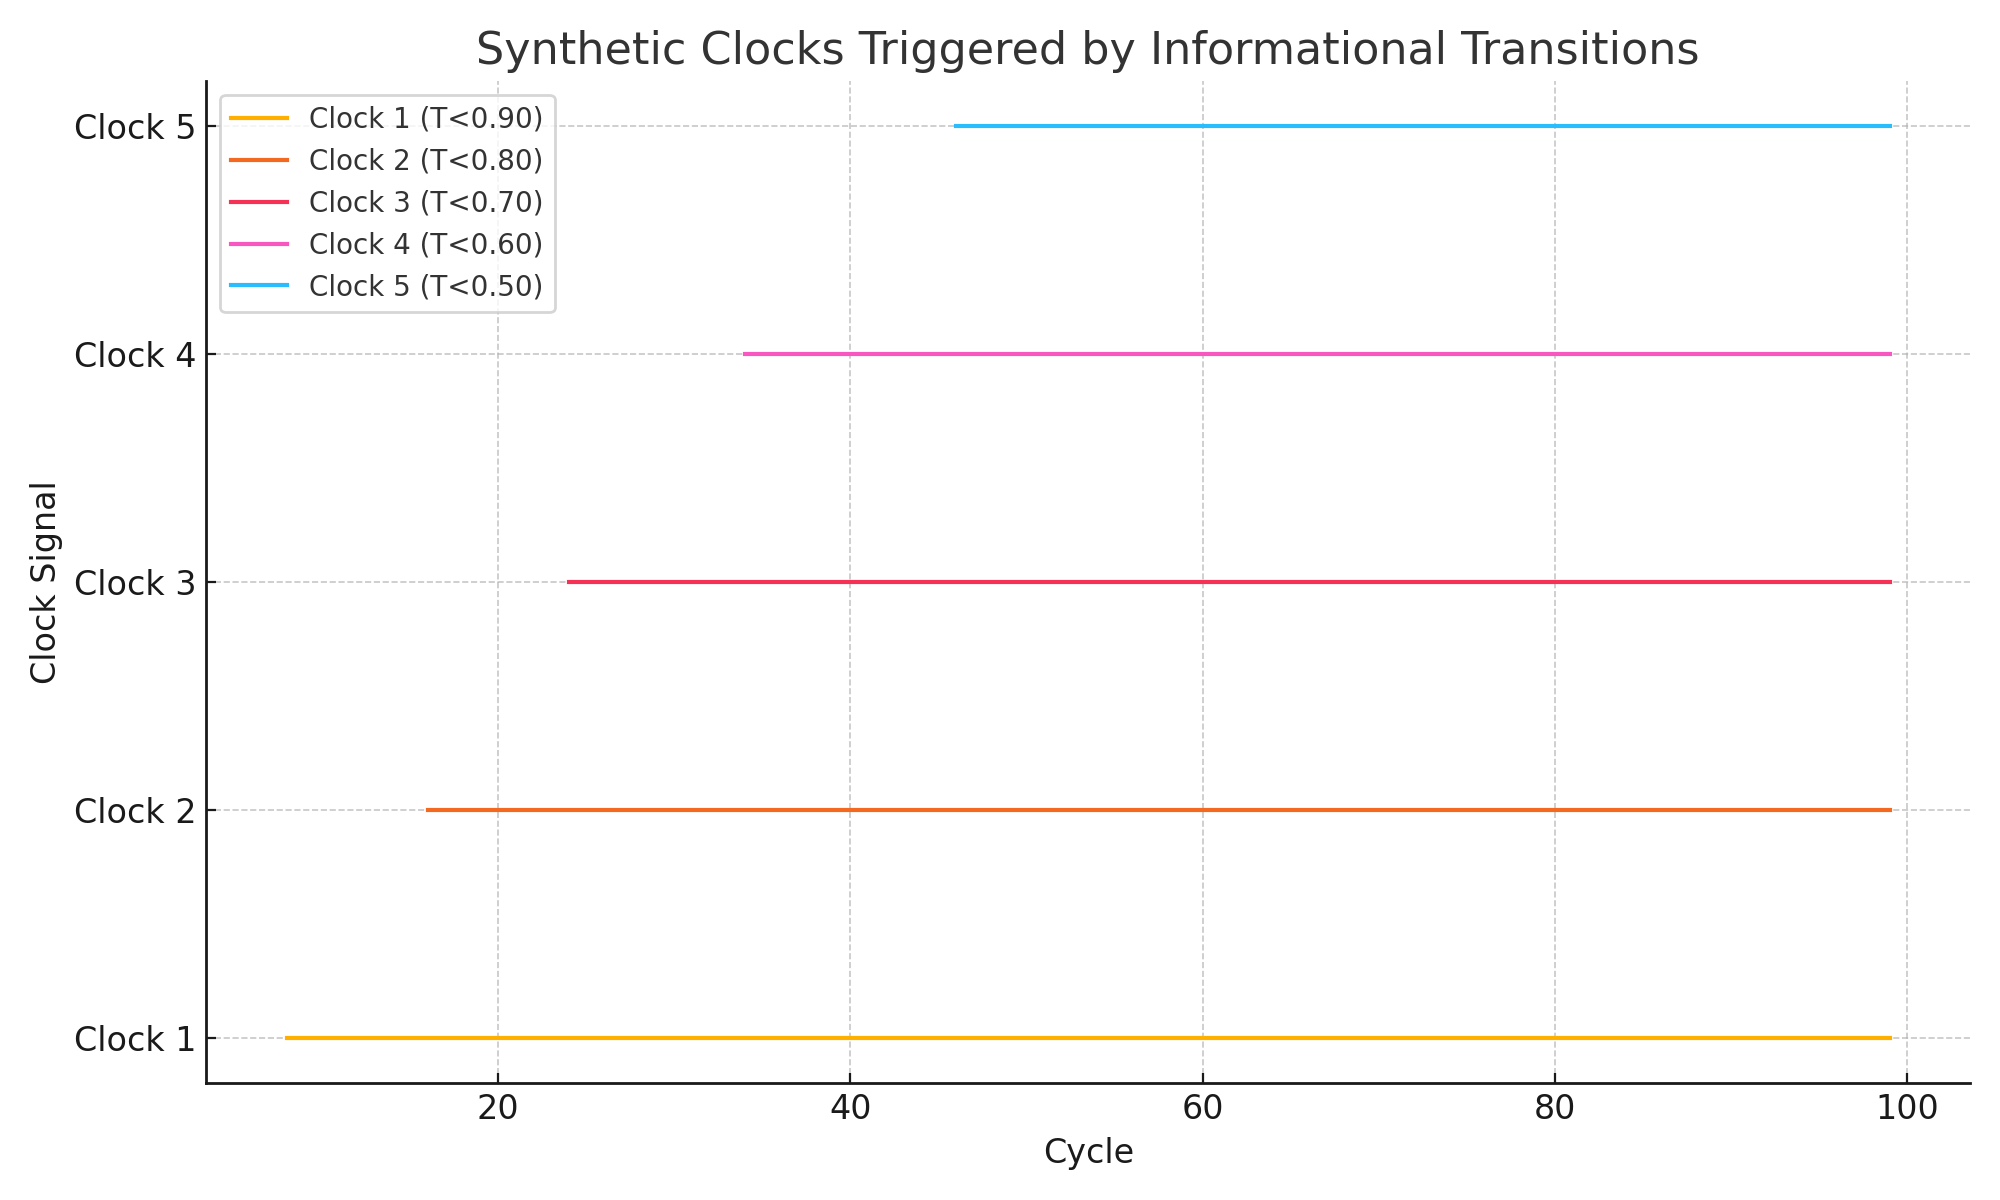 Synthetic Clocks Triggered by Informational Transitions
Clock 1 (T<0.90)
Clock 2 (T<0.80)
Clock 3 (T<0.70)
Clock 4 (T<0.60)
Clock 5 (T<0.50)
Clock Signal
Clock 5
Clock 4
Clock 3
Clock 2
Clock 1
20 40 60 80 100
Cycle